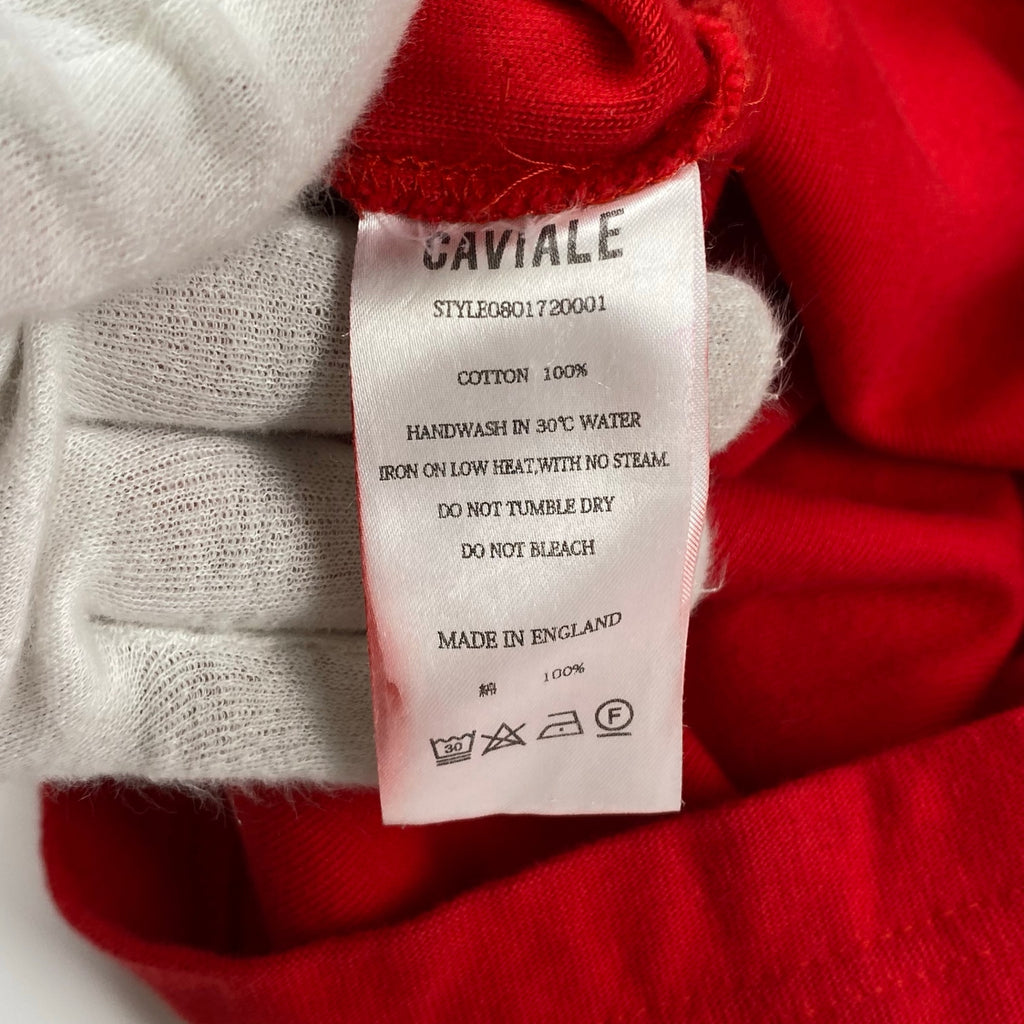 CAVIALE
STYLE0801720001
COTTON 100%
HANDWASH IN 30℃ WATER
IRON ON LOW HEAT,WITH NO STEAM.
DO NOT TUMBLE DRY
DO NOT BLEACH
MADE IN ENGLAND
綿 100%
30 F